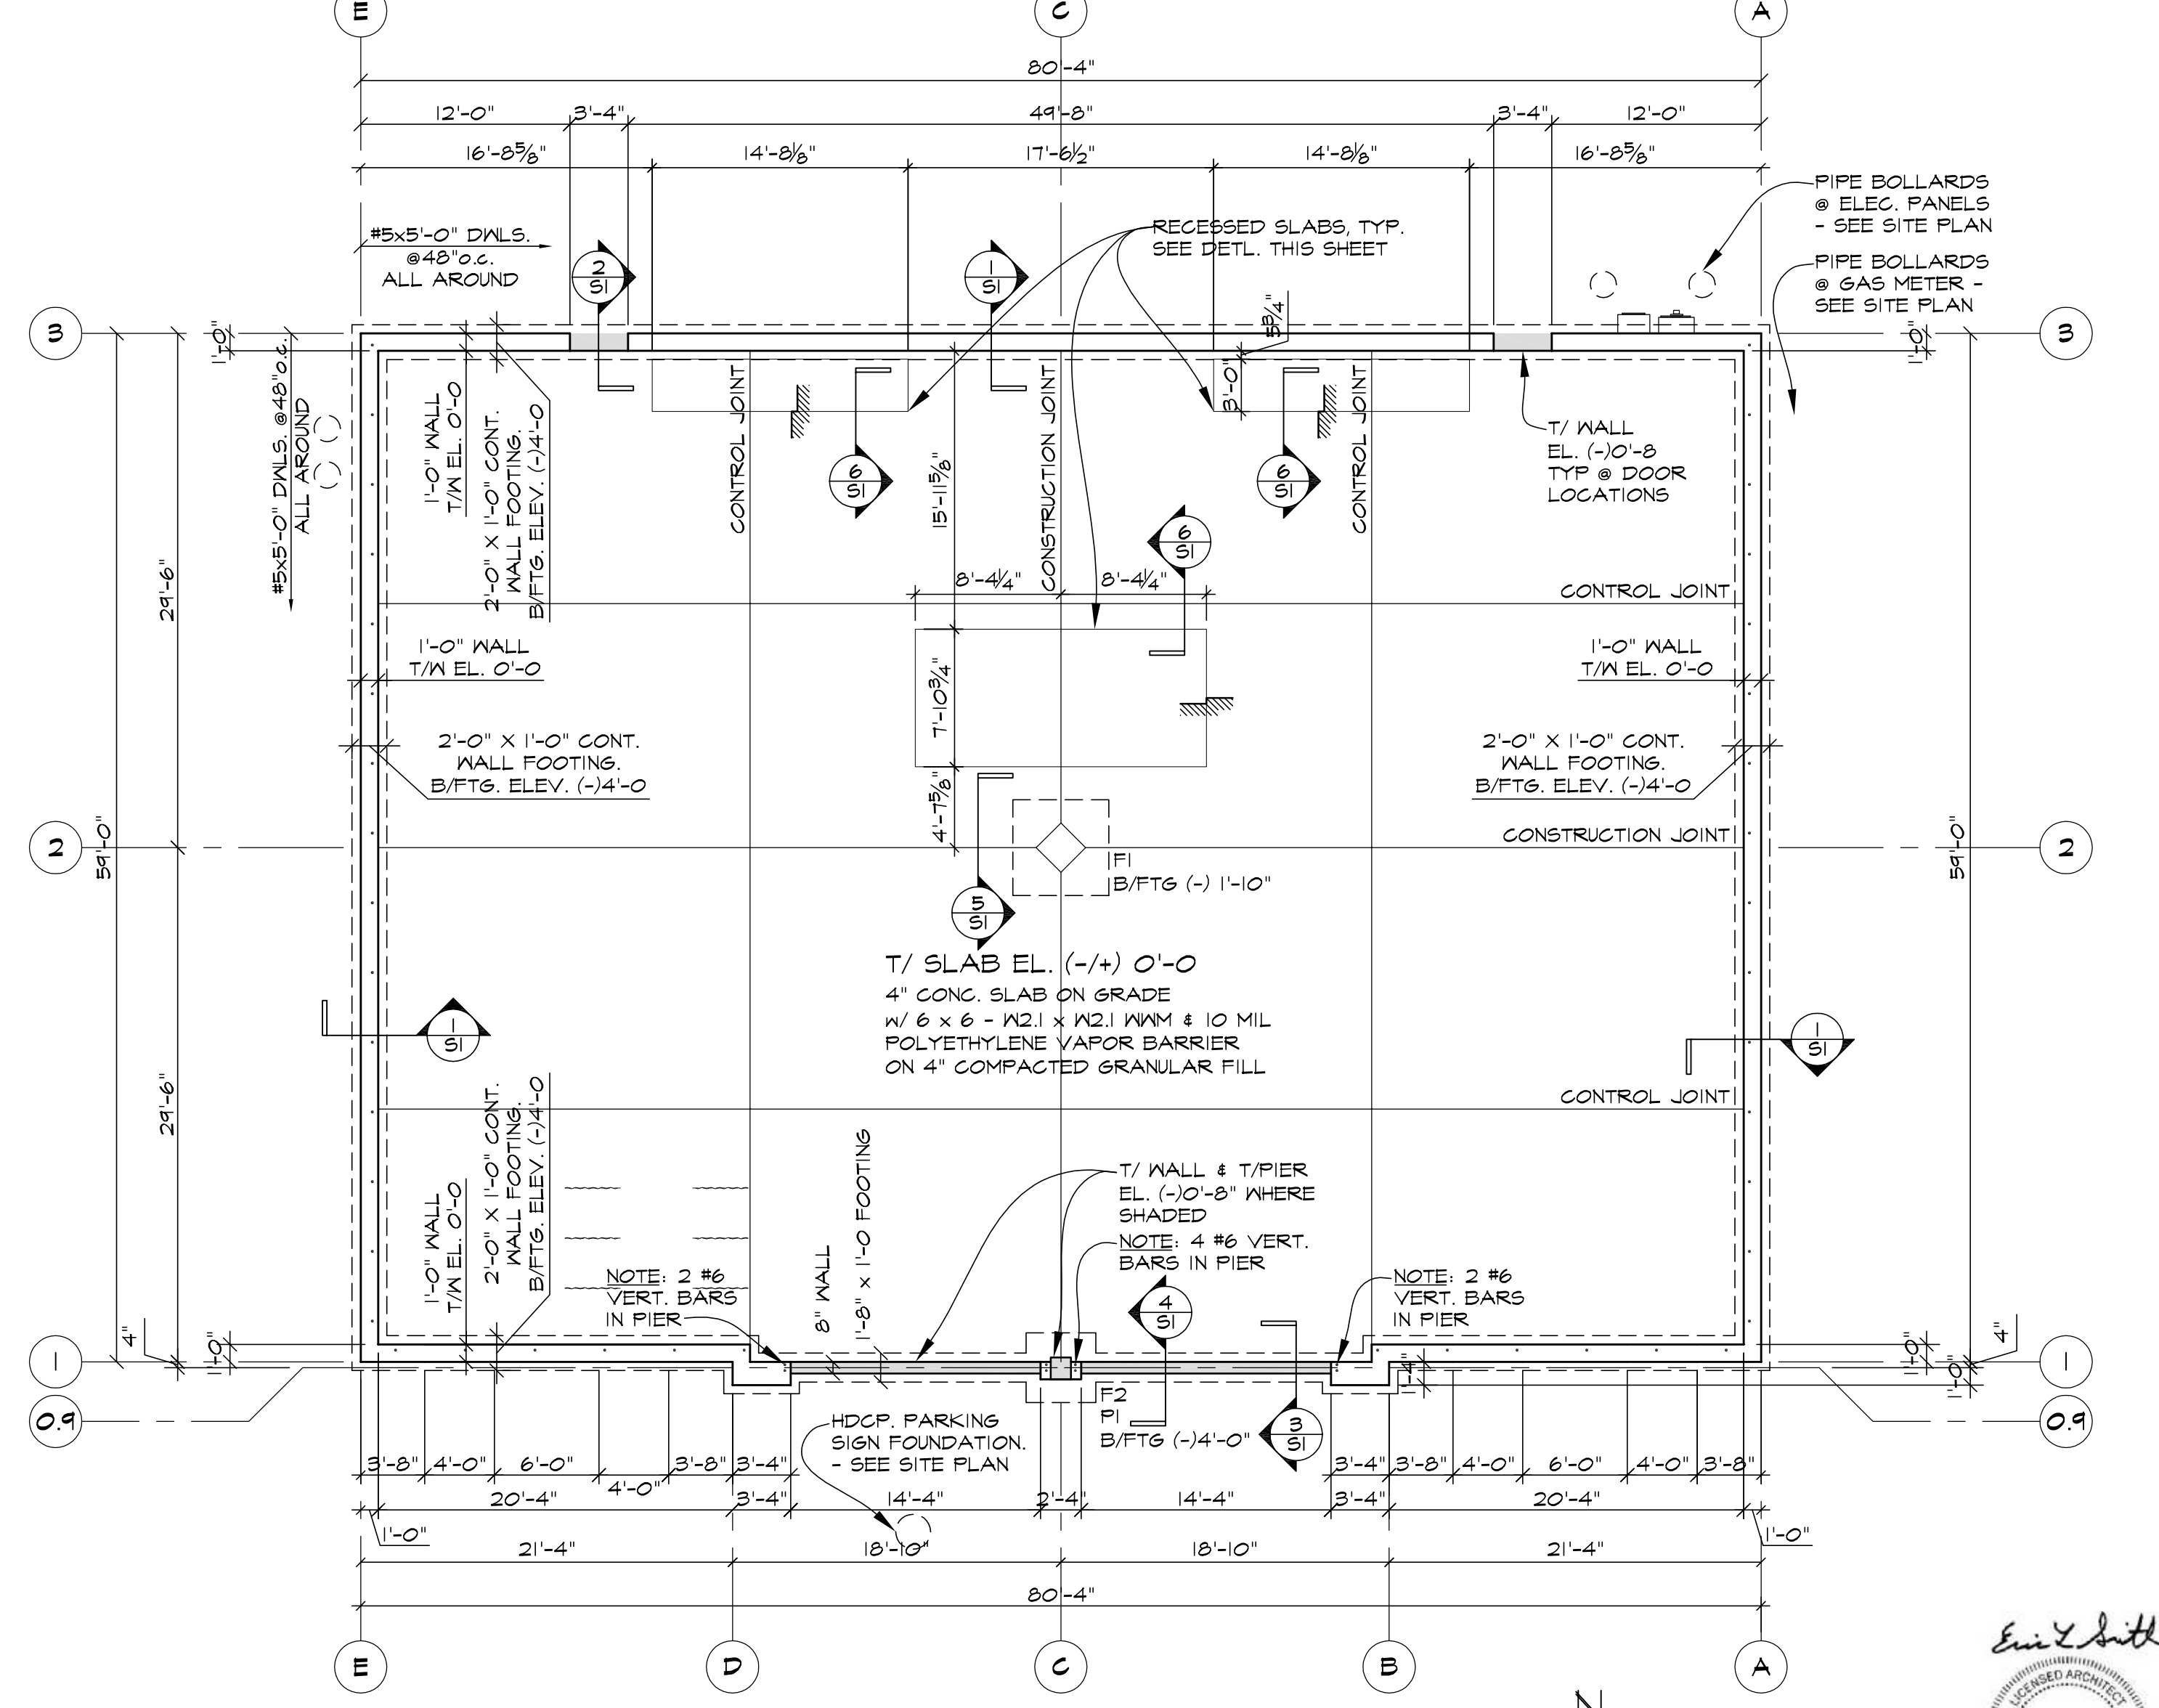 E
C
A
80'-4"
12'-0"
3'-4"
49'-8"
3'-4"
12'-0"
16'-8⅝"
14'-8⅛"
17'-6½"
14'-8⅛"
16'-8⅝"
PIPE BOLLARDS
@ ELEC. PANELS
- SEE SITE PLAN
PIPE BOLLARDS
@ GAS METER -
SEE SITE PLAN
#5x5'-0" DWLS.
@48"o.c.
ALL AROUND
2
S1
1
S1
RECESSED SLABS, TYP.
SEE DETL. THIS SHEET
5¾"
3'-0"
3
3
1'-0"
1'-0"
#5x5'-0" DWLS. @48"o.c.
ALL AROUND
1'-0" WALL
T/W EL. 0'-0
2'-0" X 1'-0" CONT.
WALL FOOTING.
B/FTG. ELEV. (-)4'-0
CONTROL JOINT
6
S1
15'-11⅝"
CONSTRUCTION JOINT
6
S1
CONTROL JOINT
6
S1
T/ WALL
EL. (-)0'-8
TYP @ DOOR
LOCATIONS
8'-4¼"
8'-4¼"
CONTROL JOINT
29'-6"
1'-0" WALL
T/W EL. 0'-0
1'-0" WALL
T/W EL. 0'-0
7'-10¾"
2'-0" X 1'-0" CONT.
WALL FOOTING.
B/FTG. ELEV. (-)4'-0
2'-0" X 1'-0" CONT.
WALL FOOTING.
B/FTG. ELEV. (-)4'-0
4'-7⅝"
CONSTRUCTION JOINT
2
59'-0"
59'-0"
2
F1
B/FTG (-) 1'-10"
5
S1
T/ SLAB EL. (-/+) 0'-0
4" CONC. SLAB ON GRADE
w/ 6 x 6 - W2.1 x W2.1 WWM & 10 MIL
POLYETHYLENE VAPOR BARRIER
ON 4" COMPACTED GRANULAR FILL
1
S1
1
S1
CONTROL JOINT
29'-6"
1'-0" WALL
T/W EL. 0'-0
2'-0" X 1'-0" CONT.
WALL FOOTING.
B/FTG. ELEV. (-)4'-0
NOTE: 2 #6
VERT. BARS
IN PIER
8" WALL
1'-8" x 1'-0 FOOTING
T/ WALL & T/PIER
EL. (-)0'-8" WHERE
SHADED
NOTE: 4 #6 VERT.
BARS IN PIER
4
S1
NOTE: 2 #6
VERT. BARS
IN PIER
4"
1'-0"
1'-4"
1'-0"
1'-0"
4"
1
1
0.9
0.9
HDCP. PARKING
SIGN FOUNDATION.
- SEE SITE PLAN
F2
P1
B/FTG (-)4'-0"
3
S1
3'-8"
4'-0"
6'-0"
4'-0"
3'-8"
3'-4"
3'-4"
3'-8"
4'-0"
6'-0"
4'-0"
3'-8"
20'-4"
3'-4"
14'-4"
2'-4"
14'-4"
3'-4"
20'-4"
1'-0"
1'-0"
21'-4"
18'-10"
18'-10"
21'-4"
80'-4"
E
D
C
B
A
N
LICENSED ARCHITECT